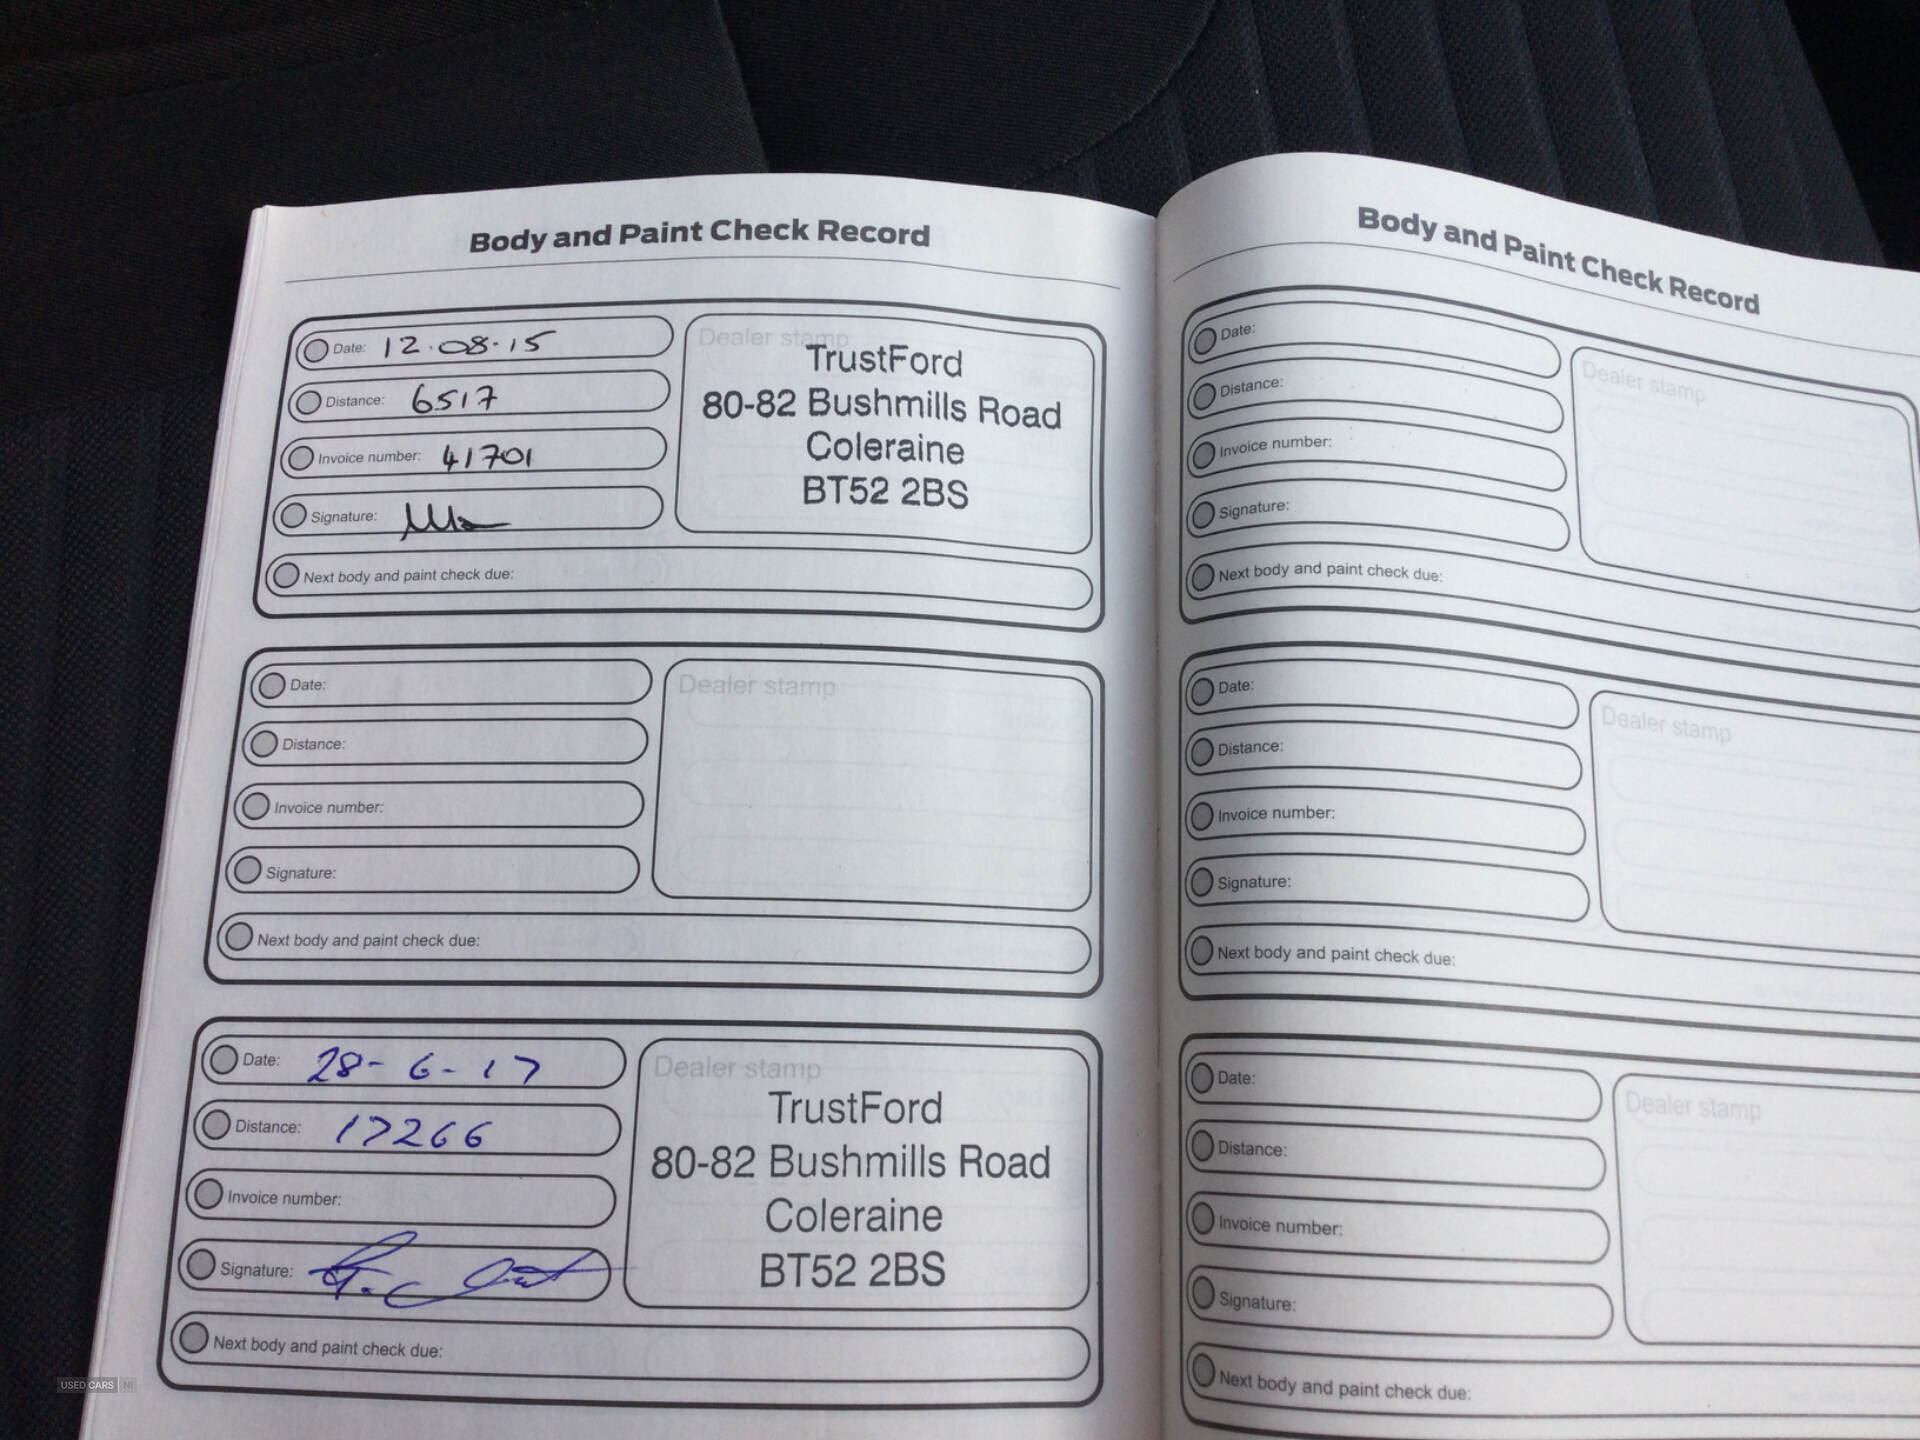 Body and Paint Check Record
Date: 12.08.15
Distance: 6517
Invoice number: 41701
Signature:
Next body and paint check due:
Dealer stamp
TrustFord
80-82 Bushmills Road
Coleraine
BT52 2BS
Date:
Distance:
Invoice number:
Signature:
Next body and paint check due:
Dealer stamp
Date: 28-6-17
Distance: 17266
Invoice number:
Signature:
Next body and paint check due:
Dealer stamp
TrustFord
80-82 Bushmills Road
Coleraine
BT52 2BS
Body and Paint Check Record
Date:
Distance:
Invoice number:
Signature:
Next body and paint check due:
Dealer stamp
Date:
Distance:
Invoice number:
Signature:
Next body and paint check due:
Dealer stamp
Date:
Distance:
Invoice number:
Signature:
Next body and paint check due:
Dealer stamp
USED CARS NI